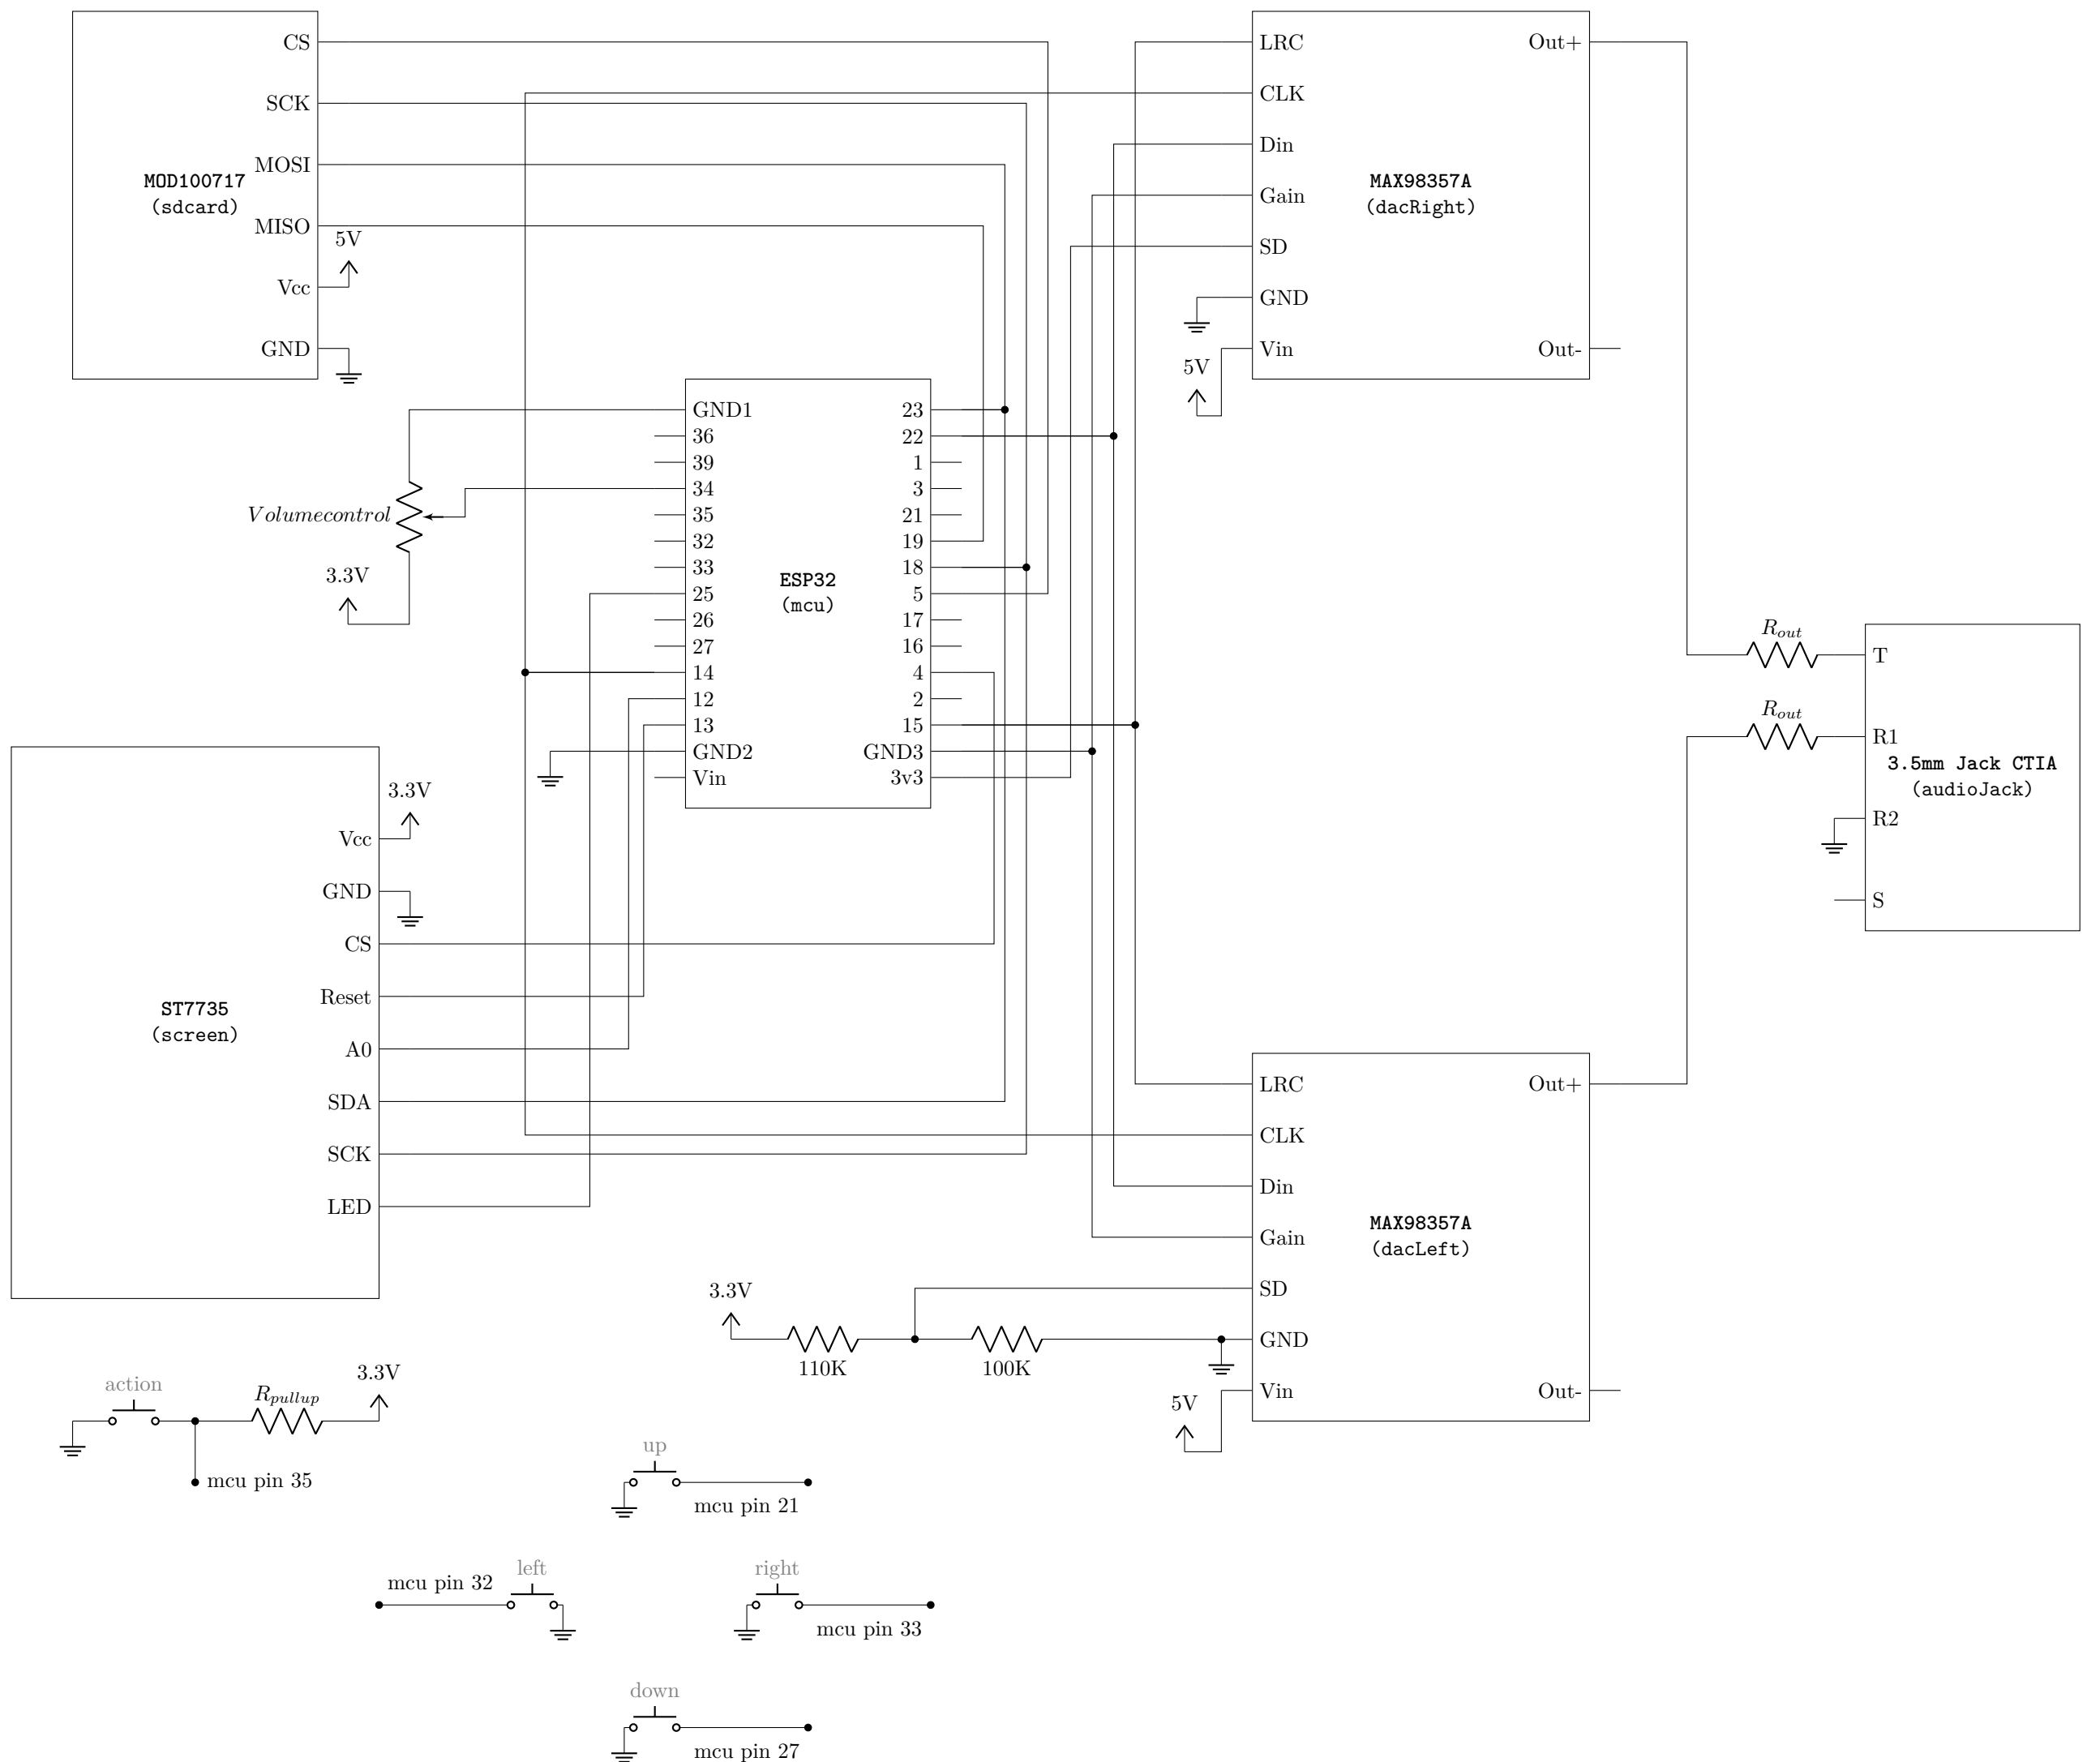 CS
SCK
MOSI
MISO
Vcc
GND
MOD100717
(sdcard)
5V
LRC
CLK
Din
Gain
SD
GND
Vin
Out+
Out-
MAX98357A
(dacRight)
5V
GND1
36
39
34
35
32
33
25
26
27
14
12
13
GND2
Vin
23
22
1
3
21
19
18
5
17
16
4
2
15
GND3
3v3
ESP32
(mcu)
Volumecontrol
3.3V
Rout
Rout
T
R1
R2
S
3.5mm Jack CTIA
(audioJack)
3.3V
Vcc
GND
CS
Reset
A0
SDA
SCK
LED
ST7735
(screen)
LRC
CLK
Din
Gain
SD
GND
Vin
Out+
Out-
MAX98357A
(dacLeft)
3.3V
110K
100K
5V
action
Rpullup
3.3V
mcu pin 35
up
mcu pin 21
mcu pin 32
left
right
mcu pin 33
down
mcu pin 27